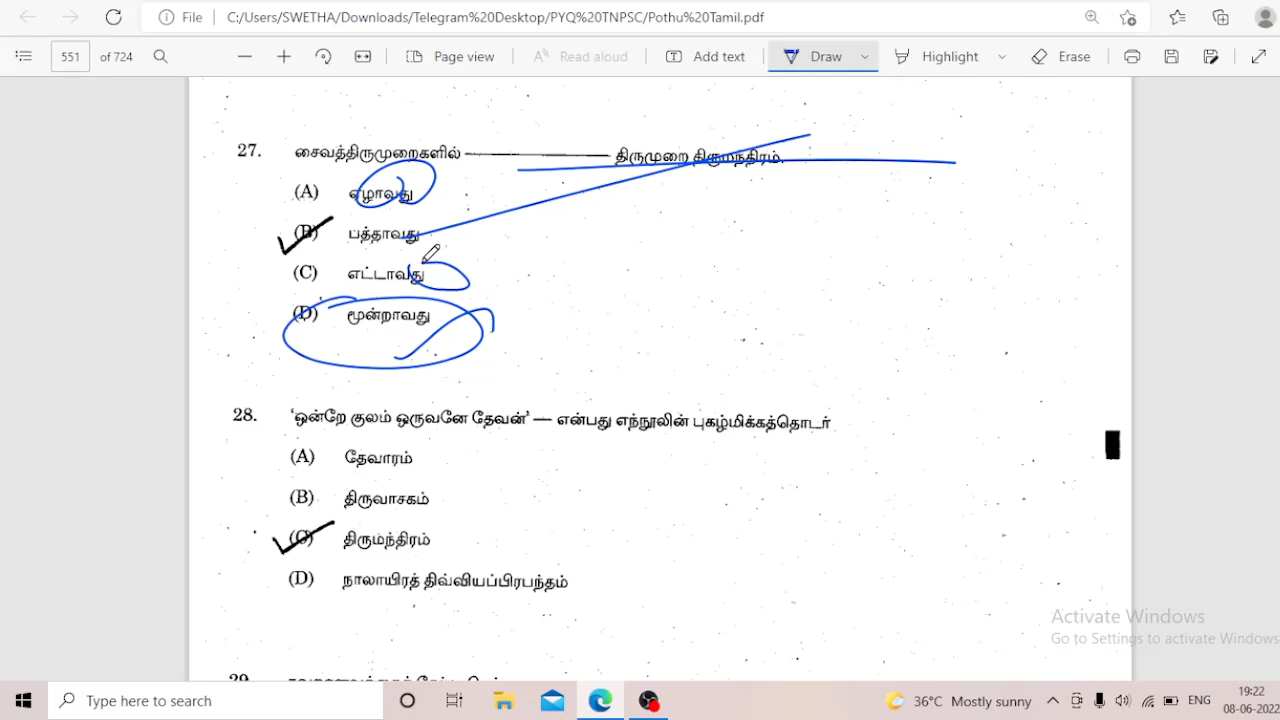 File C:/Users/SWETHA/Downloads/Telegram%20Desktop/PYQ%20TNPSC/Pothu%20Tamil.pdf
551 of 724 Page view Read aloud Add text Draw Highlight Erase
27. சைவத்திருமுறைகளில் ———————— திருமுறை திருமந்திரம்.
(A) ஏழாவது
(B) பத்தாவது
(C) எட்டாவது
(D) மூன்றாவது
28. ‘ஒன்றே குலம் ஒருவனே தேவன்’ — என்பது எந்நூலின் புகழ்மிக்கத்தொடர்
(A) தேவாரம்
(B) திருவாசகம்
(C) திருமந்திரம்
(D) நாலாயிரத் திவ்வியப்பிரபந்தம்
Activate Windows
Go to Settings to activate Windows
29.
Type here to search 36°C Mostly sunny ENG 19:22
08-06-2022